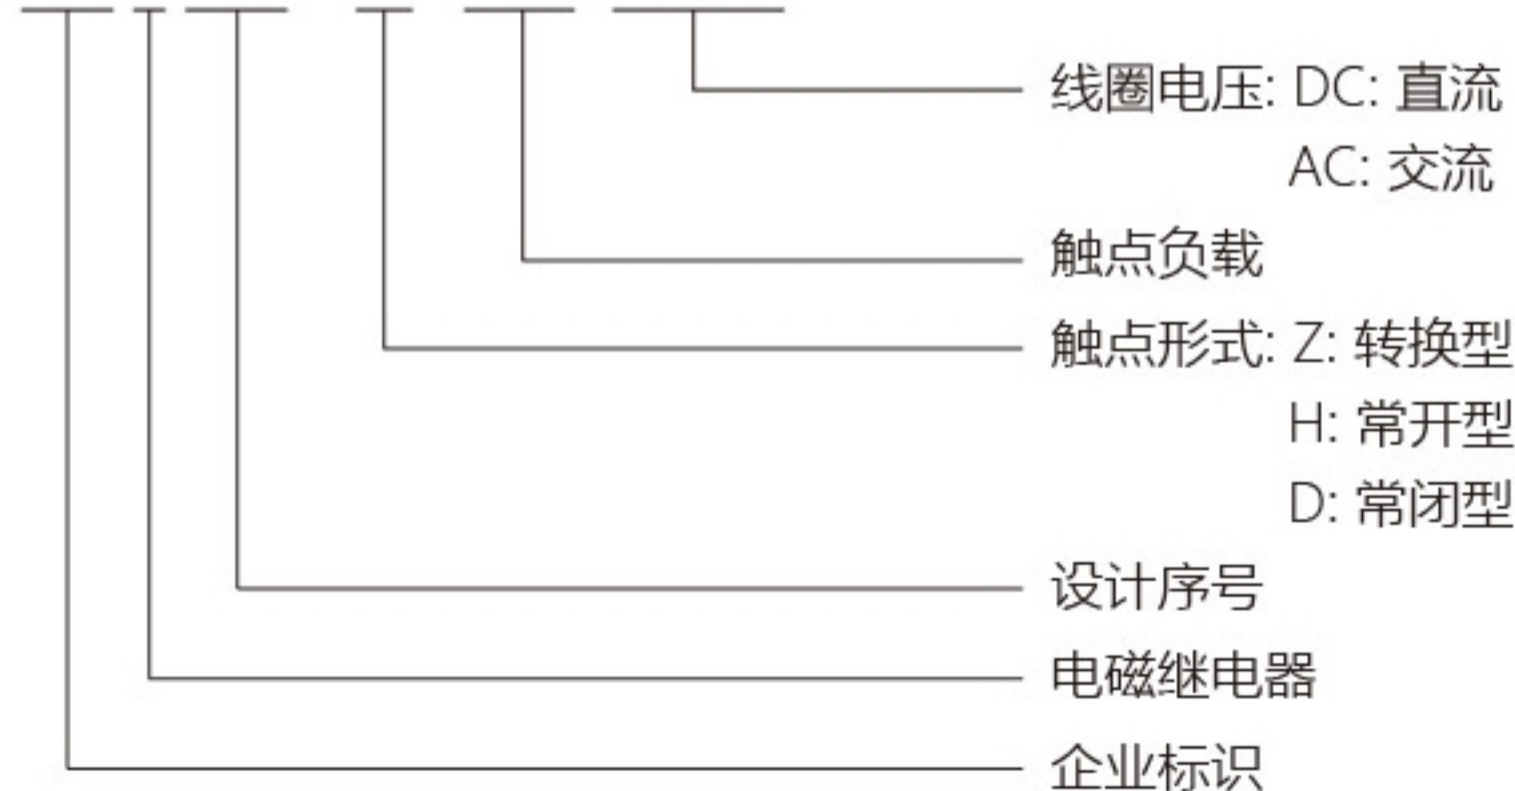 线圈电压: DC: 直流
AC: 交流
触点负载
触点形式: Z: 转换型
H: 常开型
D: 常闭型
设计序号
电磁继电器
企业标识